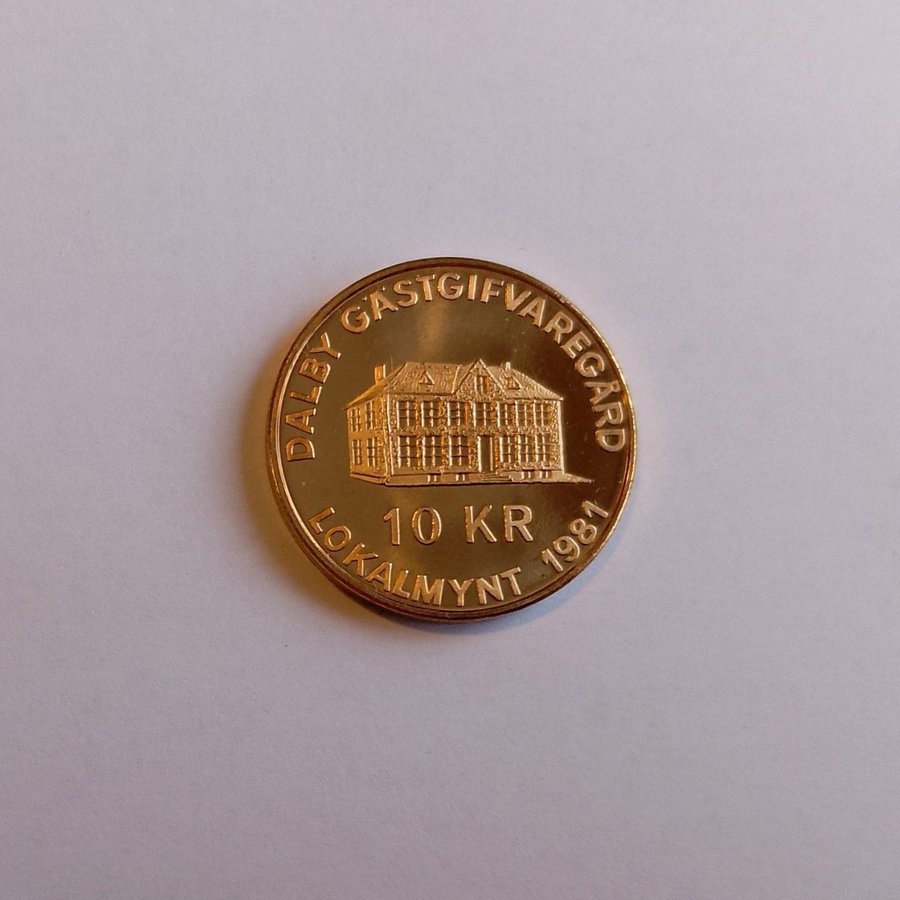 DALBY GÄSTGIFVAREGÅRD
10 KR
LOKALMYNT 1981